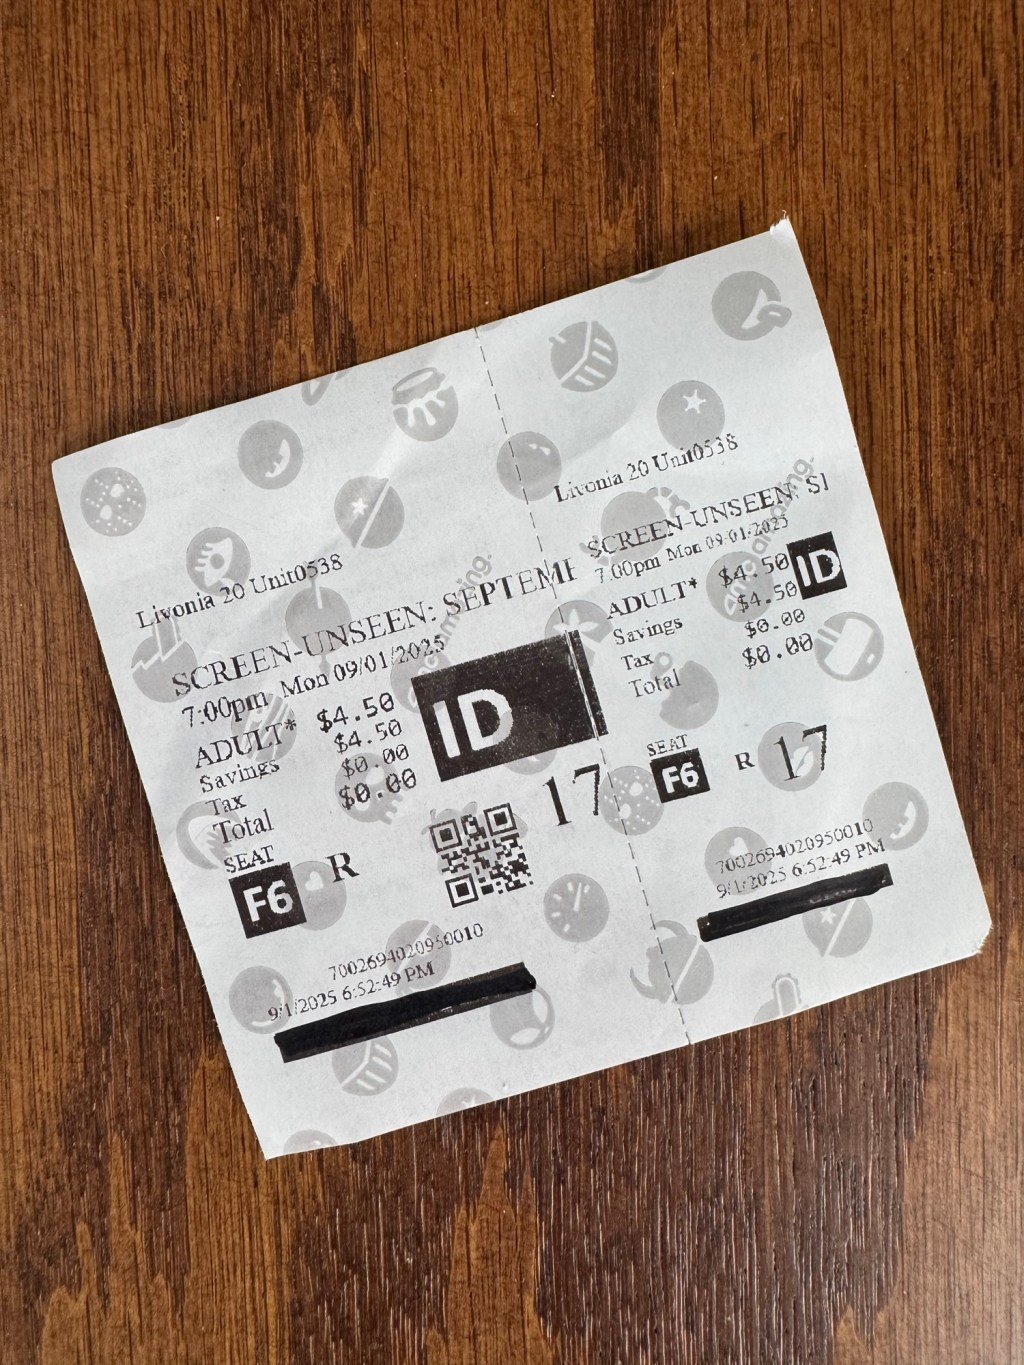 Livonia 20 Unit0538
SCREEN-UNSEEN: SEPTEME
7:00pm Mon 09/01/2025
ADULT* $4.50
Savings $4.50
Tax $0.00
Total $0.00
ID
SEAT
F6 R
17
7002694020950010
9/1/2025 6:52:49 PM
Livonia 20 Unit0538
SCREEN-UNSEEN: SI
7:00pm Mon 09/01/2025
ADULT* $4.50
Savings $4.50
Tax $0.00
Total $0.00
ID
SEAT
F6 R 17
7002694020950010
9/1/2025 6:52:49 PM